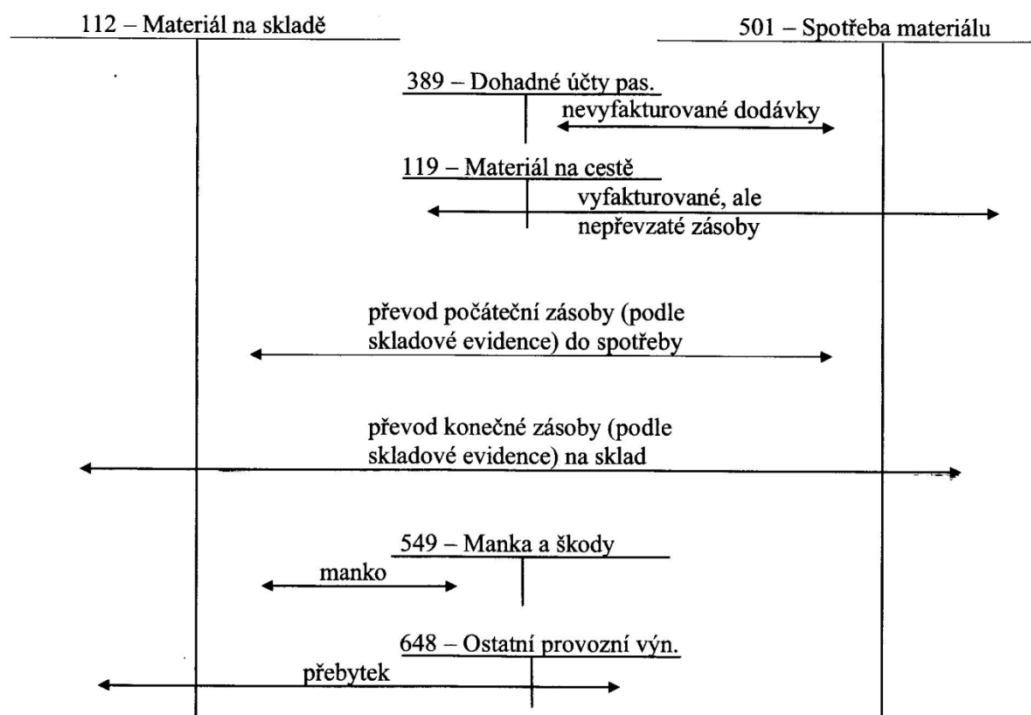 112 – Materiál na skladě
501 – Spotřeba materiálu
389 – Dohadné účty pas.
nevyfakturované dodávky
119 – Materiál na cestě
vyfakturované, ale
nepřevzaté zásoby
převod počáteční zásoby (podle
skladové evidence) do spotřeby
převod konečné zásoby (podle
skladové evidence) na sklad
549 – Manka a škody
manko
648 – Ostatní provozní výn.
přebytek